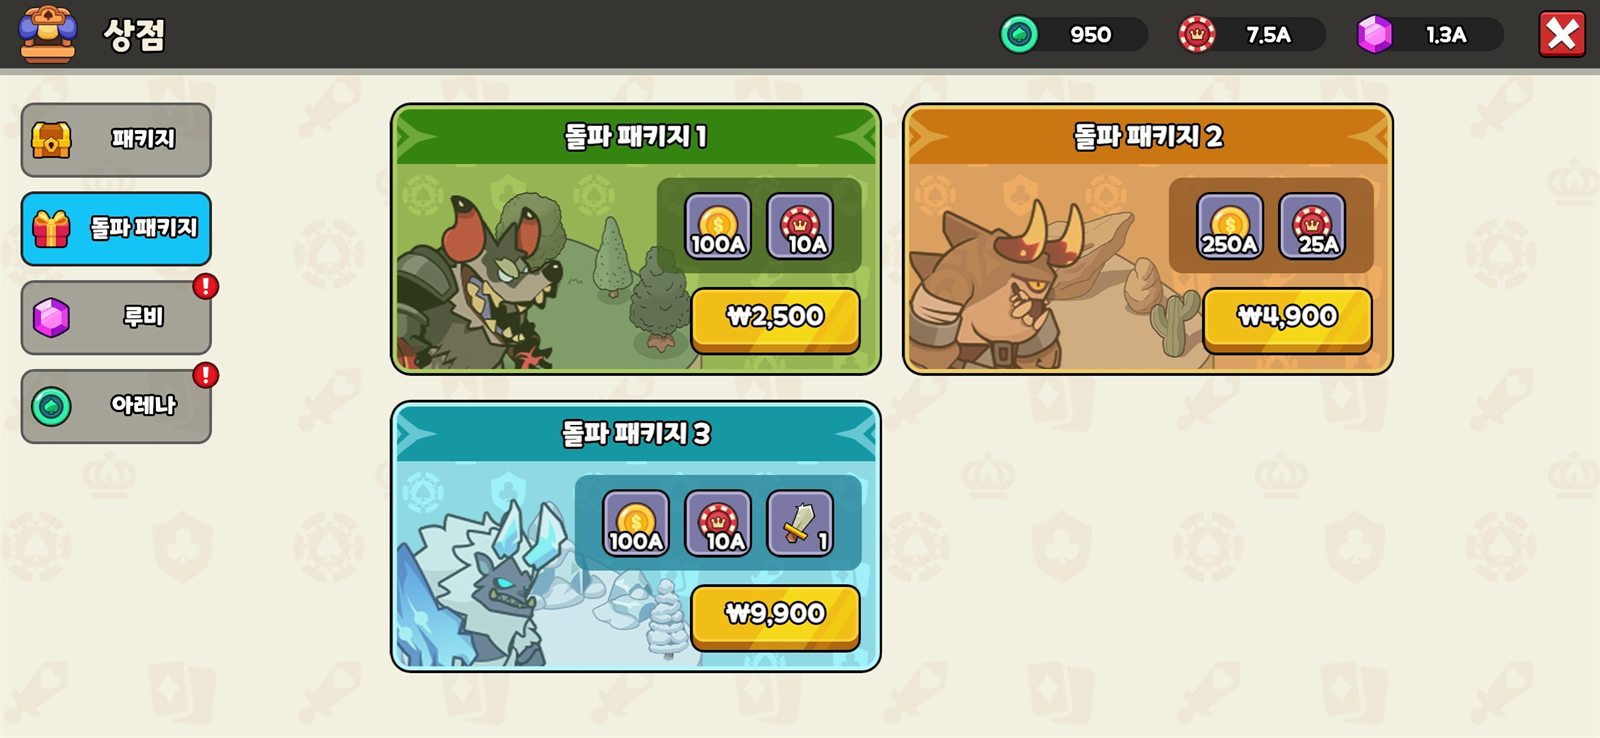 상점
950
7.5A
1.3A
패키지
돌파 패키지
루비
아레나
돌파 패키지 1
100A
10A
₩2,500
돌파 패키지 2
250A
25A
₩4,900
돌파 패키지 3
100A
10A
1
₩9,900